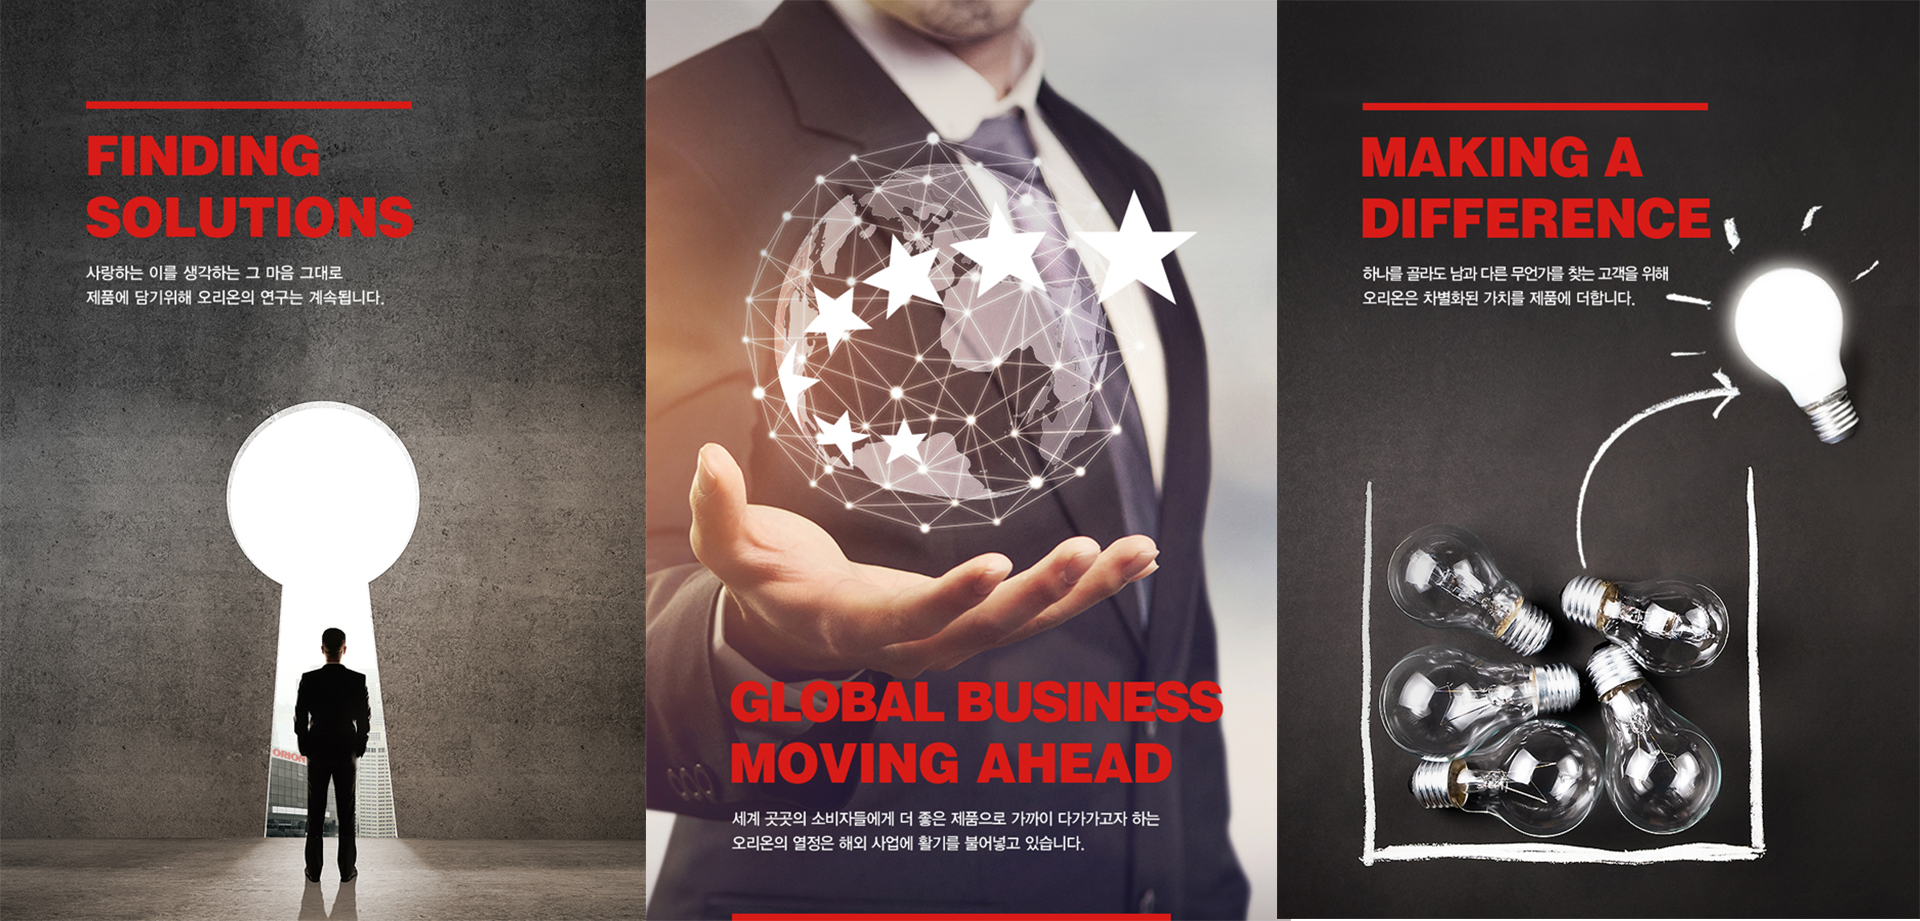 FINDING
SOLUTIONS
사랑하는 이를 생각하는 그 마음 그대로
제품에 담기위해 오리온의 연구는 계속됩니다.
ORION
GLOBAL BUSINESS
MOVING AHEAD
세계 곳곳의 소비자들에게 더 좋은 제품으로 가까이 다가가고자 하는
오리온의 열정은 해외 사업에 활기를 불어넣고 있습니다.
MAKING A
DIFFERENCE
하나를 골라도 남과 다른 무언가를 찾는 고객을 위해
오리온은 차별화된 가치를 제품에 더합니다.